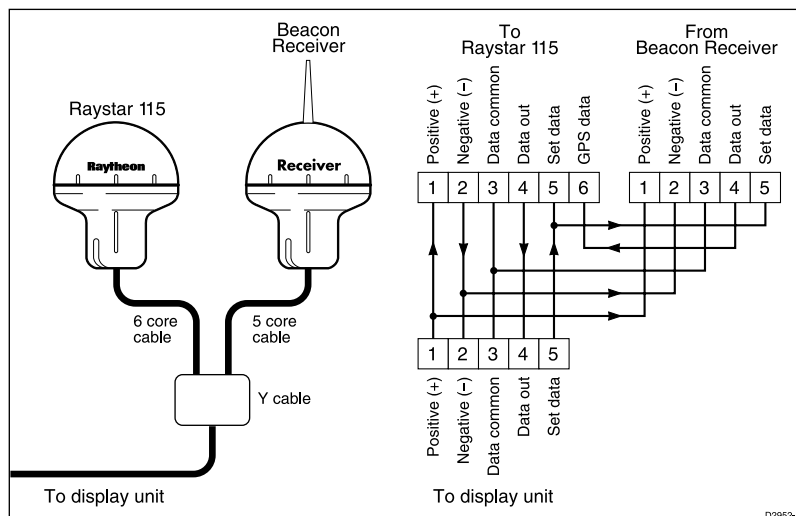 Beacon
Receiver
Raystar 115
Raytheon
Receiver
6 core
cable
5 core
cable
Y cable
To display unit
To
Raystar 115
From
Beacon Receiver
Positive (+)
Negative (−)
Data common
Data out
Set data
GPS data
Positive (+)
Negative (−)
Data common
Data out
Set data
1 2 3 4 5 6
1 2 3 4 5
1 2 3 4 5
Positive (+)
Negative (−)
Data common
Data out
Set data
To display unit